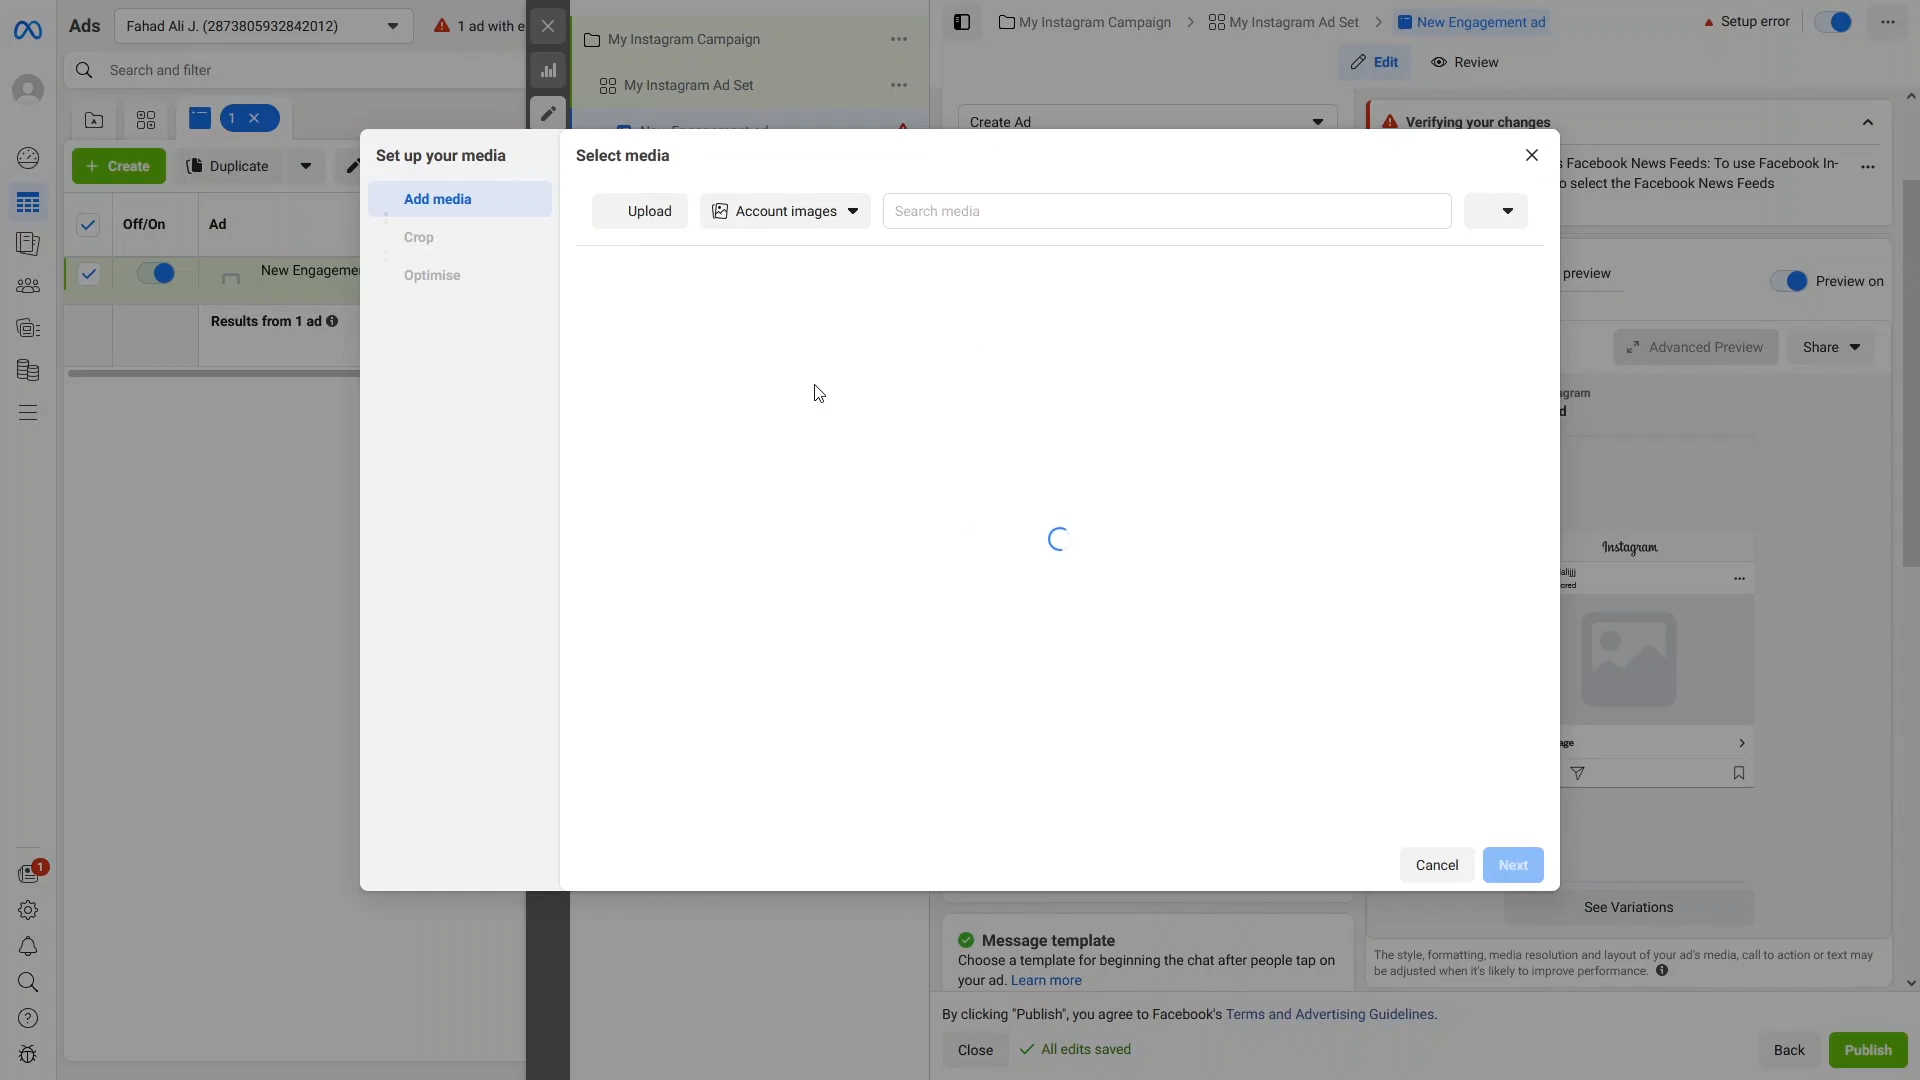 Ads
Fahad Ali J. (2873805932842012)
1 ad with e
Search and filter
1
Create
Duplicate
Off/On
Ad
New Engagemen
Results from 1 ad
1
My Instagram Campaign
My Instagram Ad Set
My Instagram Campaign
My Instagram Ad Set
New Engagement ad
Setup error
Edit
Review
Create Ad
Verifying your changes
s Facebook News Feeds: To use Facebook In-
o select the Facebook News Feeds
preview
Preview on
Advanced Preview
Share
agram
d
Instagram
alijjj
ored
age
See Variations
The style, formatting, media resolution and layout of your ad's media, call to action or text may
be adjusted when it's likely to improve performance.
Set up your media
Add media
Crop
Optimise
Select media
Upload
Account images
Search media
Cancel
Next
Message template
Choose a template for beginning the chat after people tap on
your ad. Learn more
By clicking "Publish", you agree to Facebook's Terms and Advertising Guidelines.
Close
All edits saved
Back
Publish